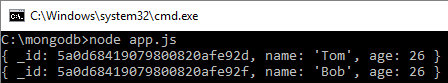 C:\Windows\system32\cmd.exe
C:\mongodb>node app.js
{ _id: 5a0d68419079800820afe92d, name: 'Tom', age: 26 }
{ _id: 5a0d68419079800820afe92f, name: 'Bob', age: 26 }